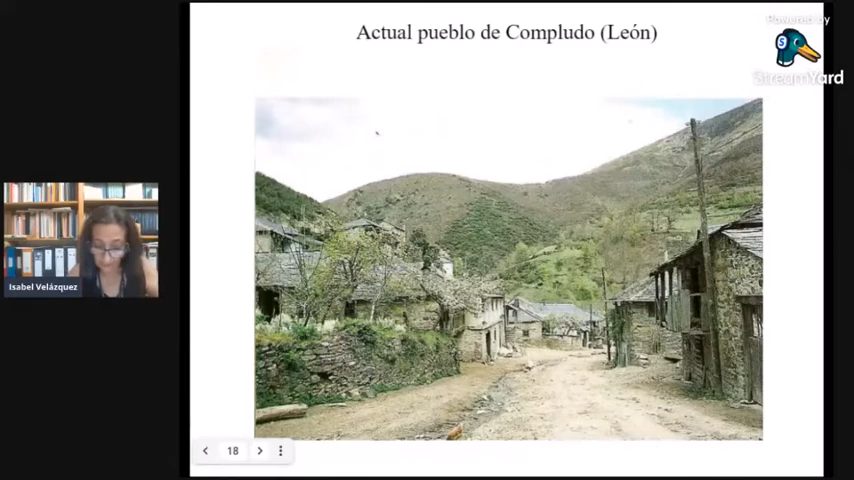 Actual pueblo de Compludo (León)
Powered by
StreamYard
Isabel Velázquez
18